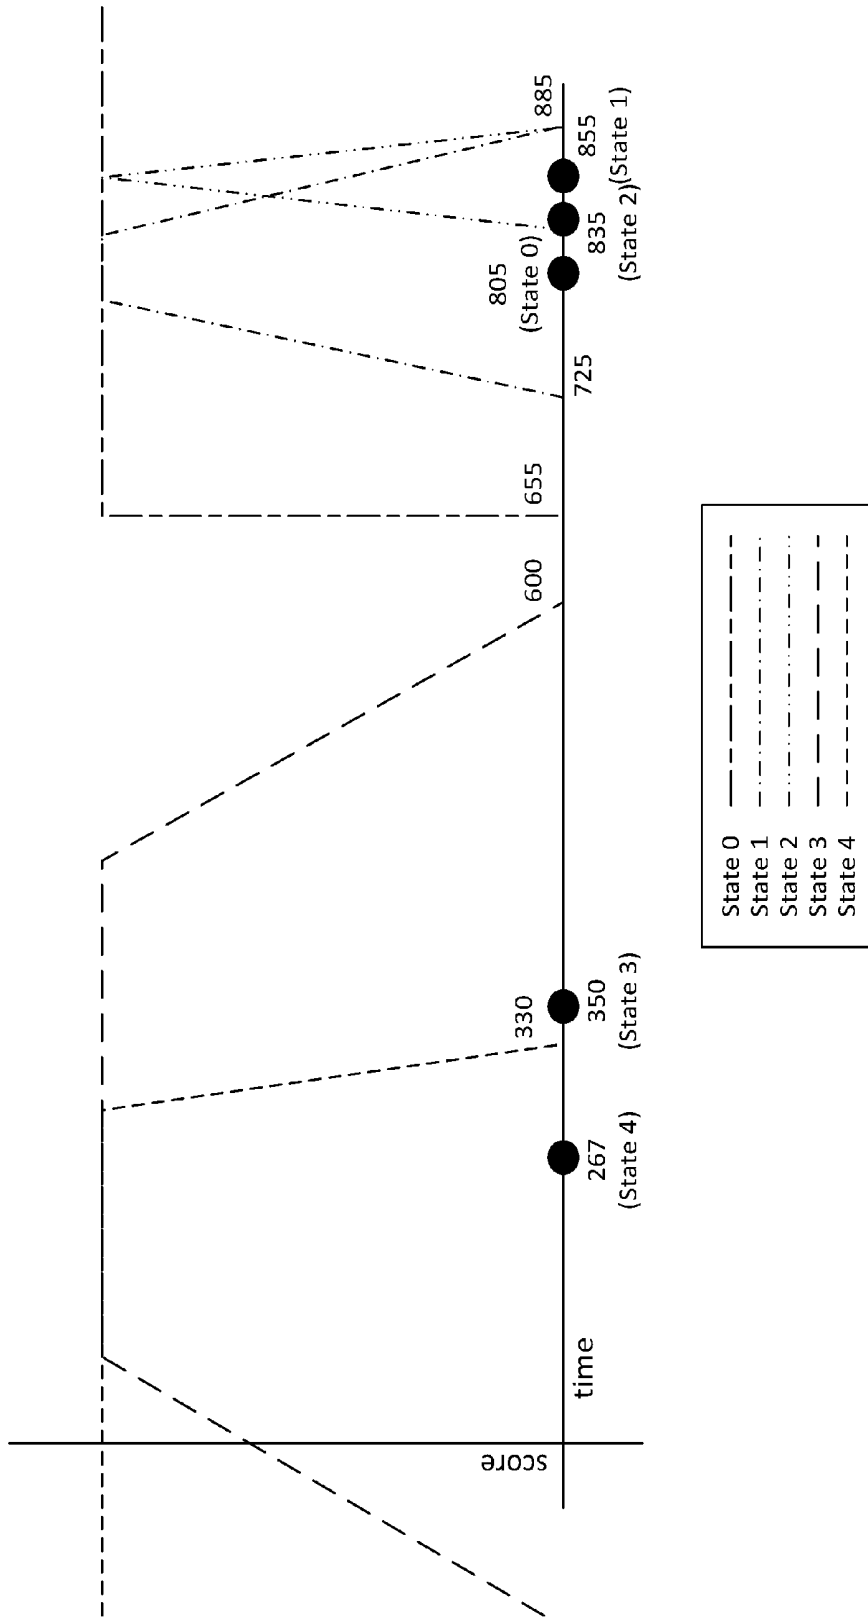 score
time
267
(State 4)
330
350
(State 3)
600
655
725
805
(State 0)
835
(State 2)
855
(State 1)
885
State 0
State 1
State 2
State 3
State 4